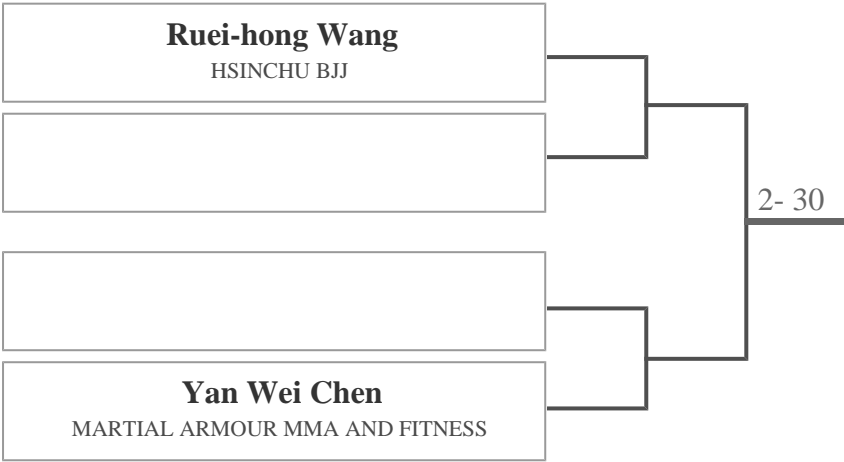 Ruei-hong Wang
HSINCHU BJJ
2- 30
Yan Wei Chen
MARTIAL ARMOUR MMA AND FITNESS